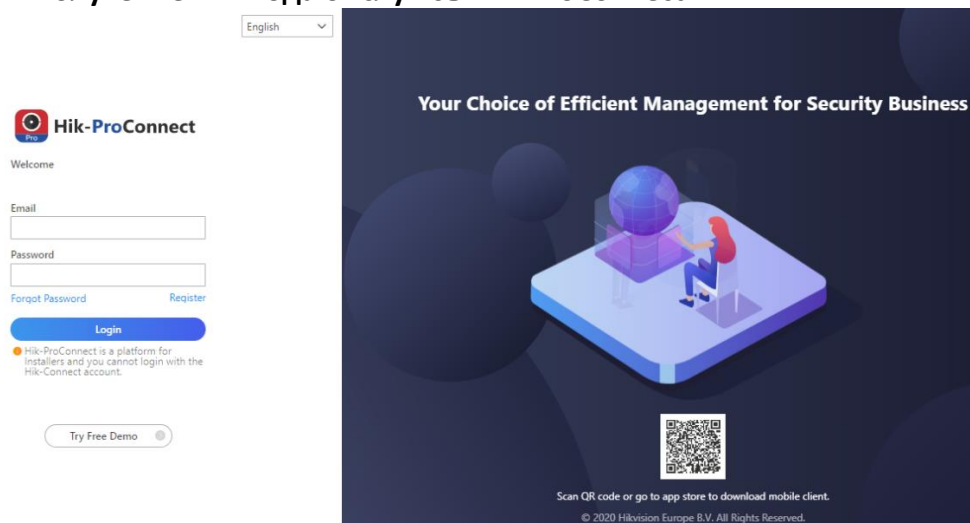 English
Hik-ProConnect
Pro
Welcome
Email
Password
Forgot Password
Register
Login
Hik-ProConnect is a platform for
Installers and you cannot login with the
Hik-Connect account.
Try Free Demo
Your Choice of Efficient Management for Security Business
Scan QR code or go to app store to download mobile client.
© 2020 Hikvision Europe B.V. All Rights Reserved.